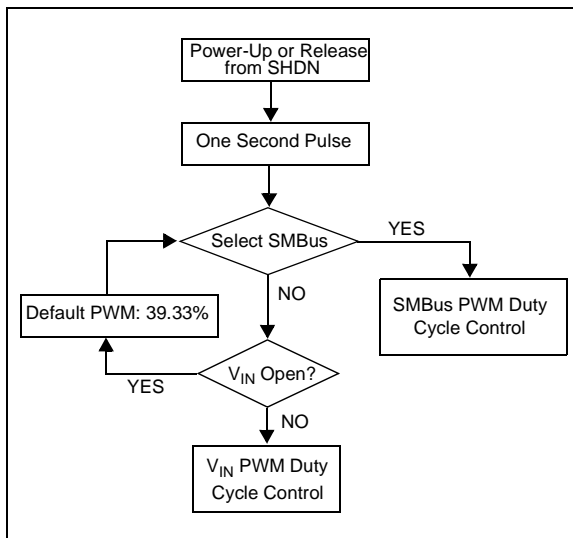 Power-Up or Release
from SHDN
One Second Pulse
Select SMBus
YES
NO
Default PWM: 39.33%
SMBus PWM Duty
Cycle Control
VIN Open?
YES
NO
VIN PWM Duty
Cycle Control